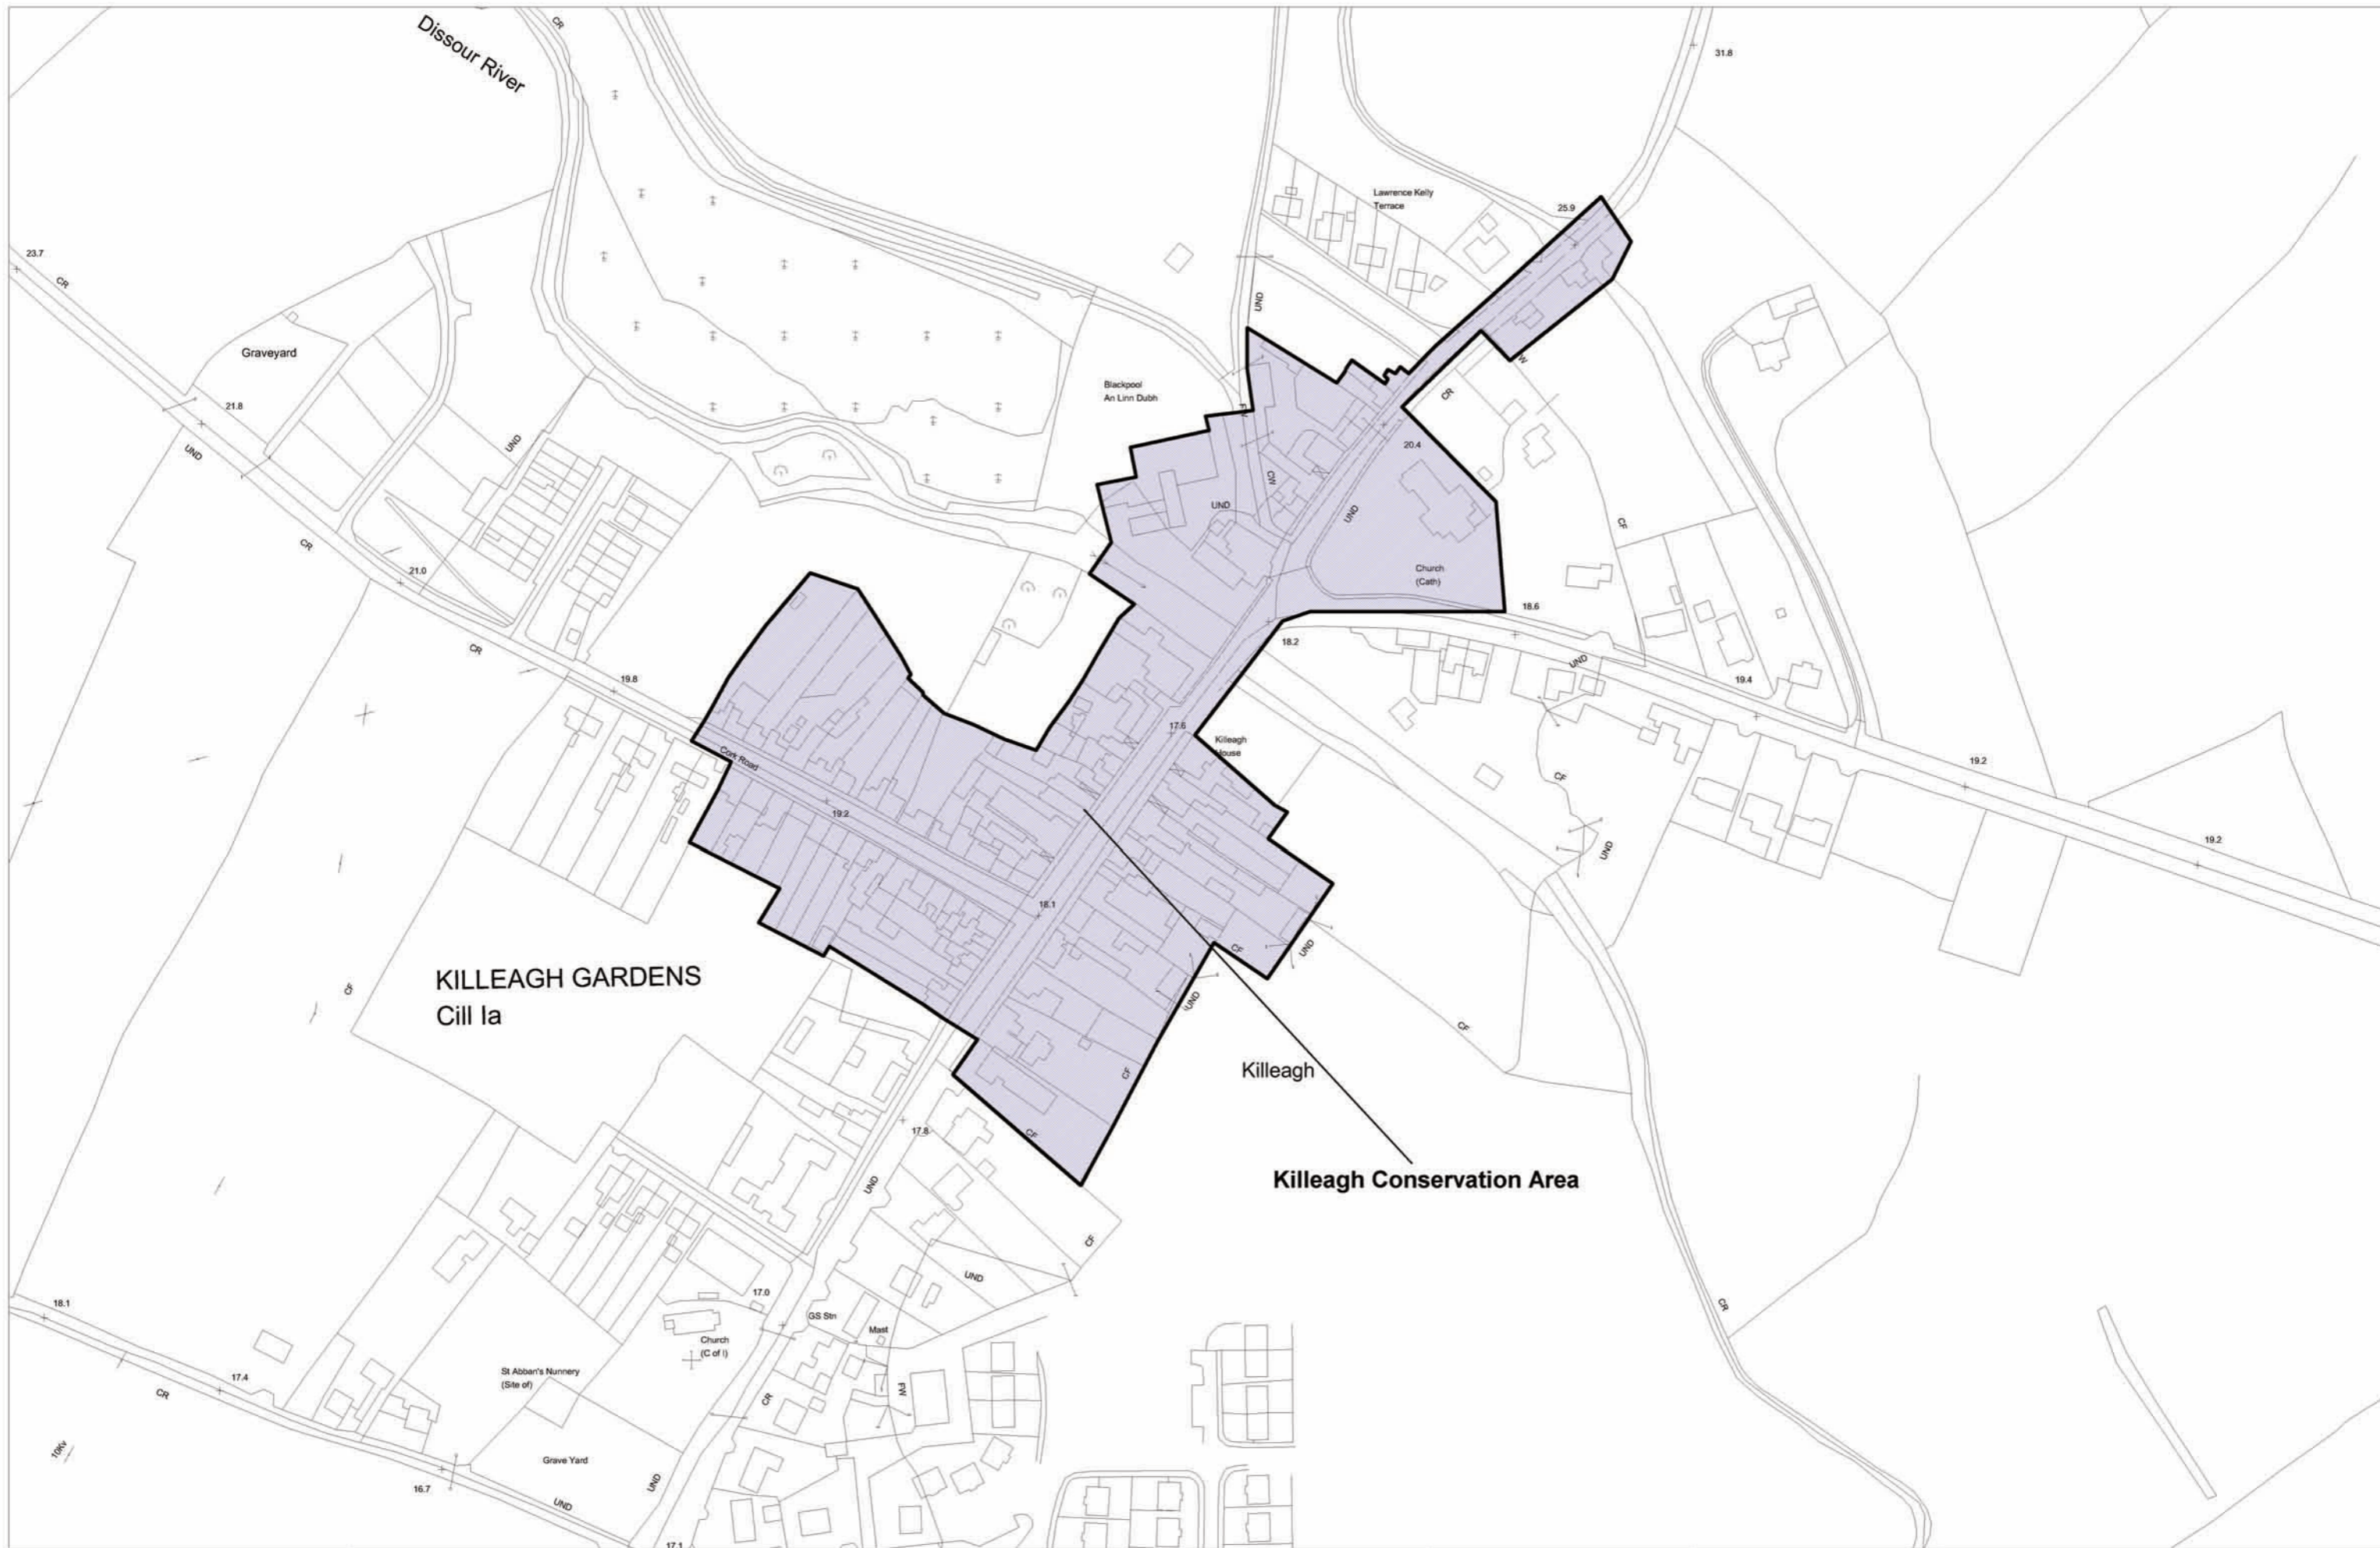 CR
Dissour River
31.8
Lawrence Kelly
Terrace
25.9
23.7
CR
UND
Graveyard
Blackpool
An Linn Dubh
W
CR
21.8
FW
20.4
UND
UND
CW
UND
UND
CF
CR
21.0
Church
(Cath)
18.6
18.2
CR
UND
19.8
19.4
17.6
Killeagh
House
Cork Road
19.2
CF
19.2
19.2
UND
18.1
CF
UND
KILLEAGH GARDENS
Cill Ia
CF
UND
CF
Killeagh
CF
17.8
CF
Killeagh Conservation Area
UND
CF
UND
17.0
18.1
CR
GS Stn
Mast
Church
(C of I)
St Abban's Nunnery
(Site of)
17.4
CR
FW
CR
10Kv
Grave Yard
16.7
UND
UND
17.1